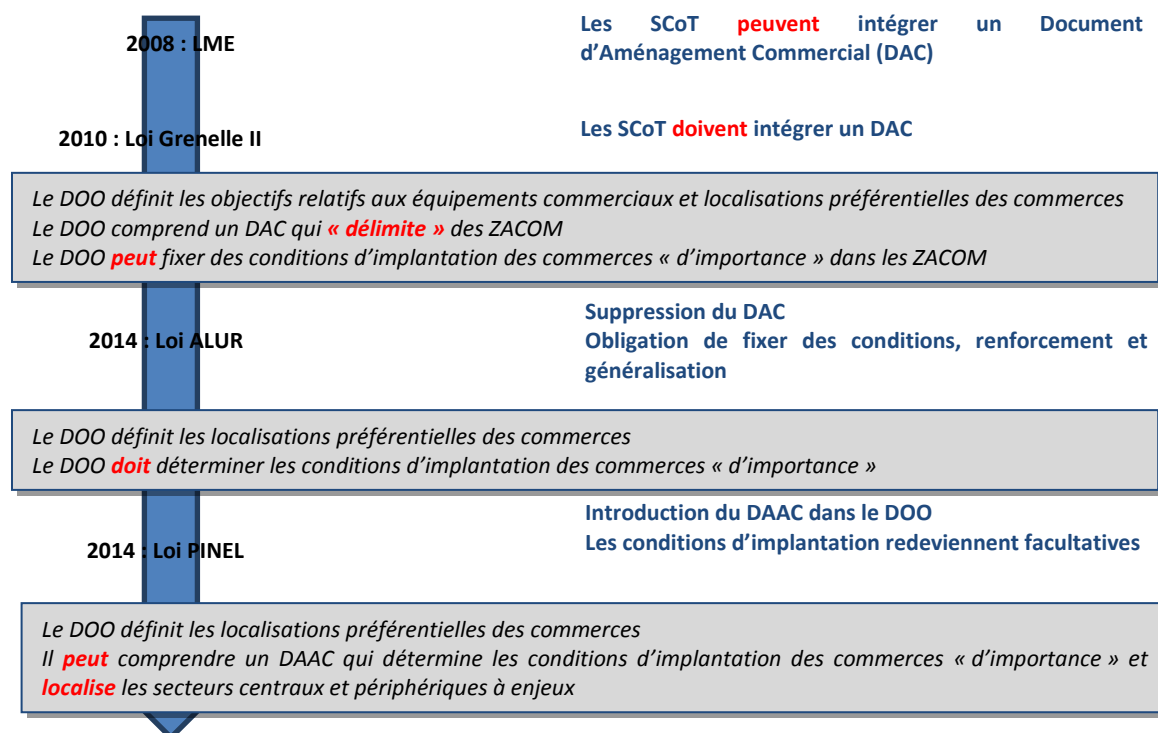 2008 : LME
Les SCoT peuvent intégrer un Document
d’Aménagement Commercial (DAC)
2010 : Loi Grenelle II
Les SCoT doivent intégrer un DAC
Le DOO définit les objectifs relatifs aux équipements commerciaux et localisations préférentielles des commerces
Le DOO comprend un DAC qui « délimite » des ZACOM
Le DOO peut fixer des conditions d’implantation des commerces « d’importance » dans les ZACOM
2014 : Loi ALUR
Suppression du DAC
Obligation de fixer des conditions, renforcement et
généralisation
Le DOO définit les localisations préférentielles des commerces
Le DOO doit déterminer les conditions d’implantation des commerces « d’importance »
2014 : Loi PINEL
Introduction du DAAC dans le DOO
Les conditions d’implantation redeviennent facultatives
Le DOO définit les localisations préférentielles des commerces
Il peut comprendre un DAAC qui détermine les conditions d’implantation des commerces « d’importance » et
localise les secteurs centraux et périphériques à enjeux